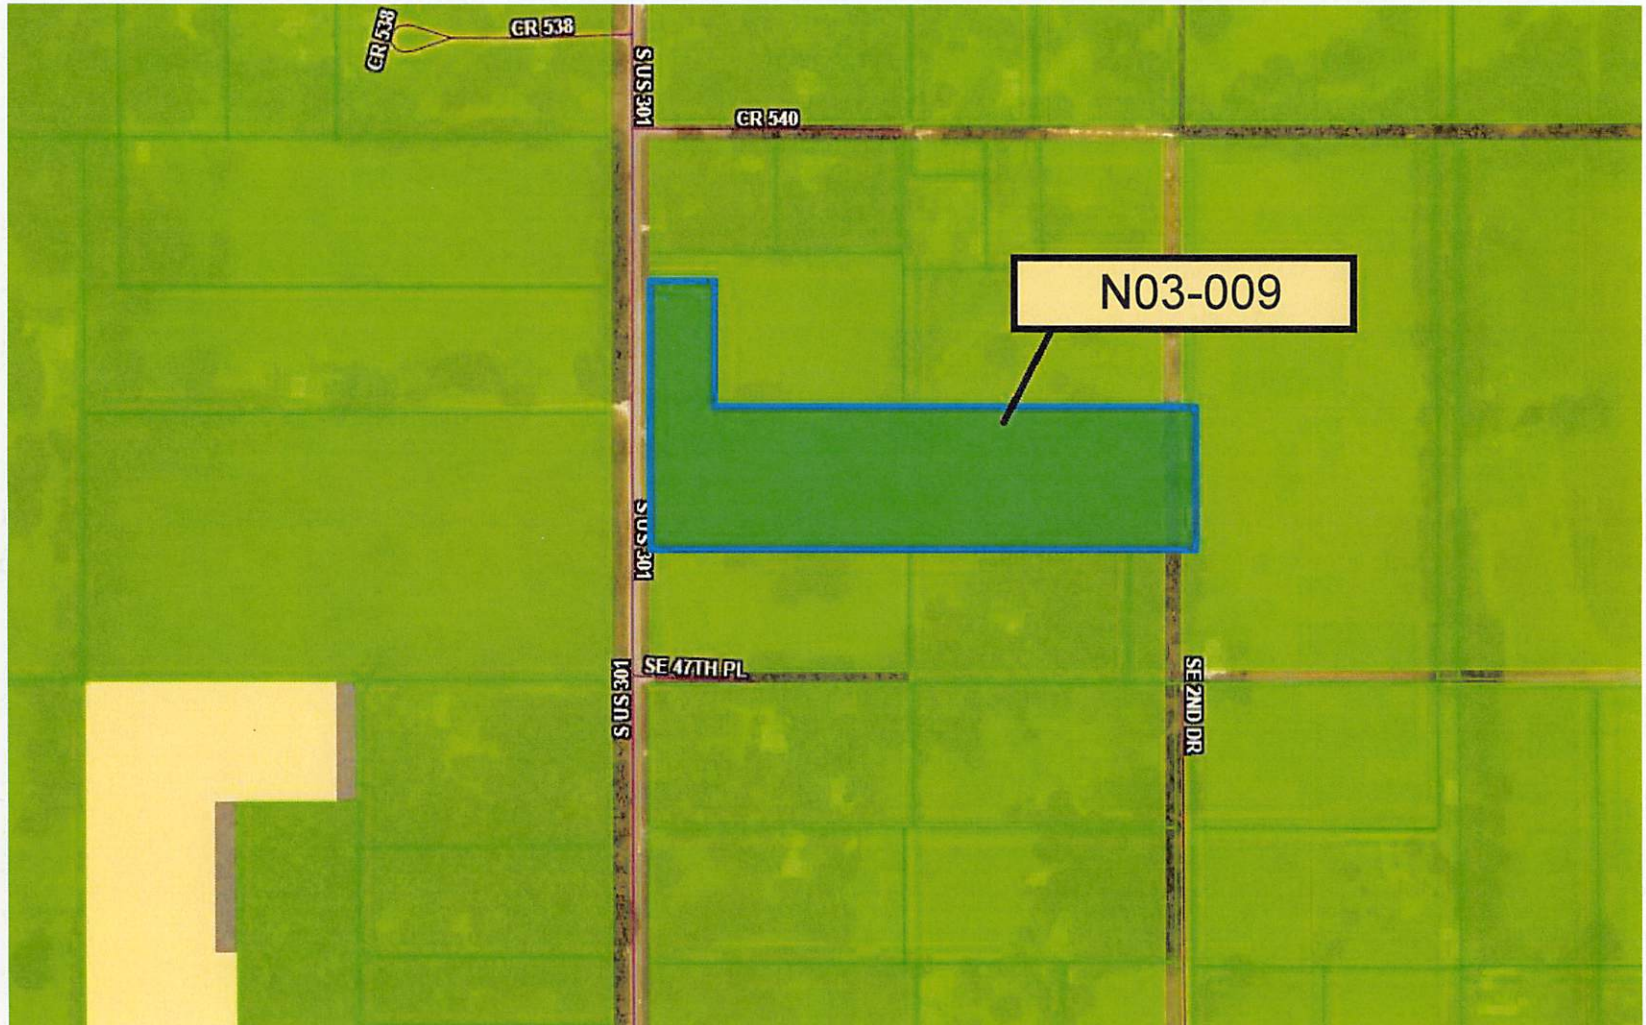 CR 538
CR 538
S US 301
CR 540
N03-009
S US 301
S US 301
SE 47TH PL
SE 2ND DR